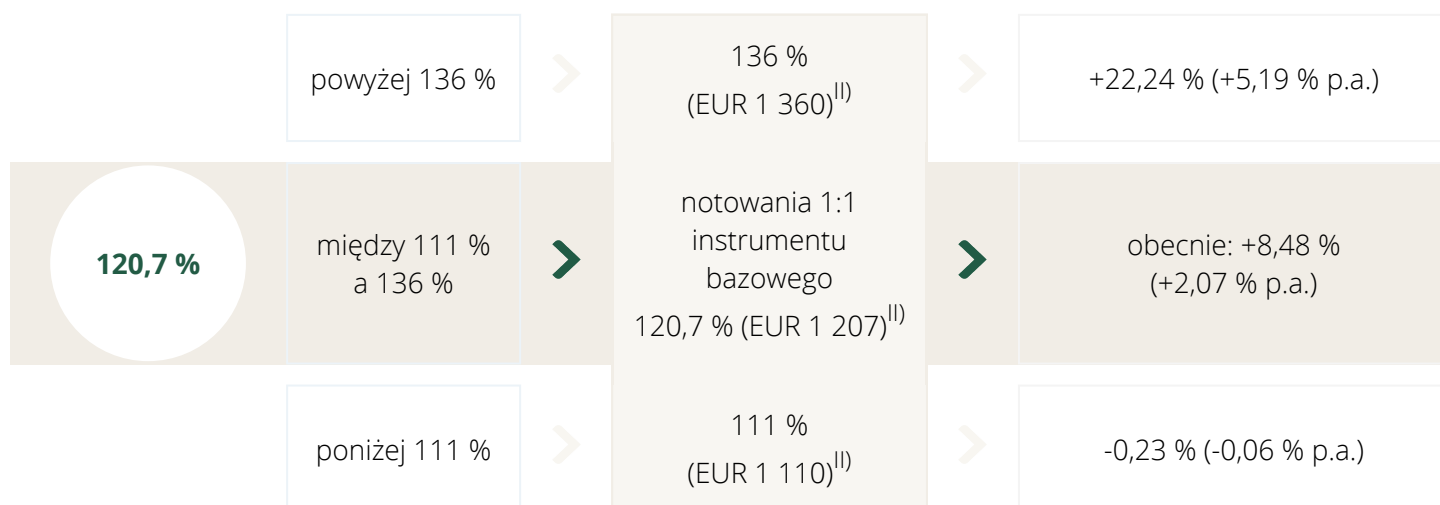 powyżej 136 %
136 %
(EUR 1 360)II)
+22,24 % (+5,19 % p.a.)
120,7 %
między 111 %
a 136 %
notowania 1:1
instrumentu
bazowego
120,7 % (EUR 1 207)II)
obecnie: +8,48 %
(+2,07 % p.a.)
poniżej 111 %
111 %
(EUR 1 110)II)
-0,23 % (-0,06 % p.a.)